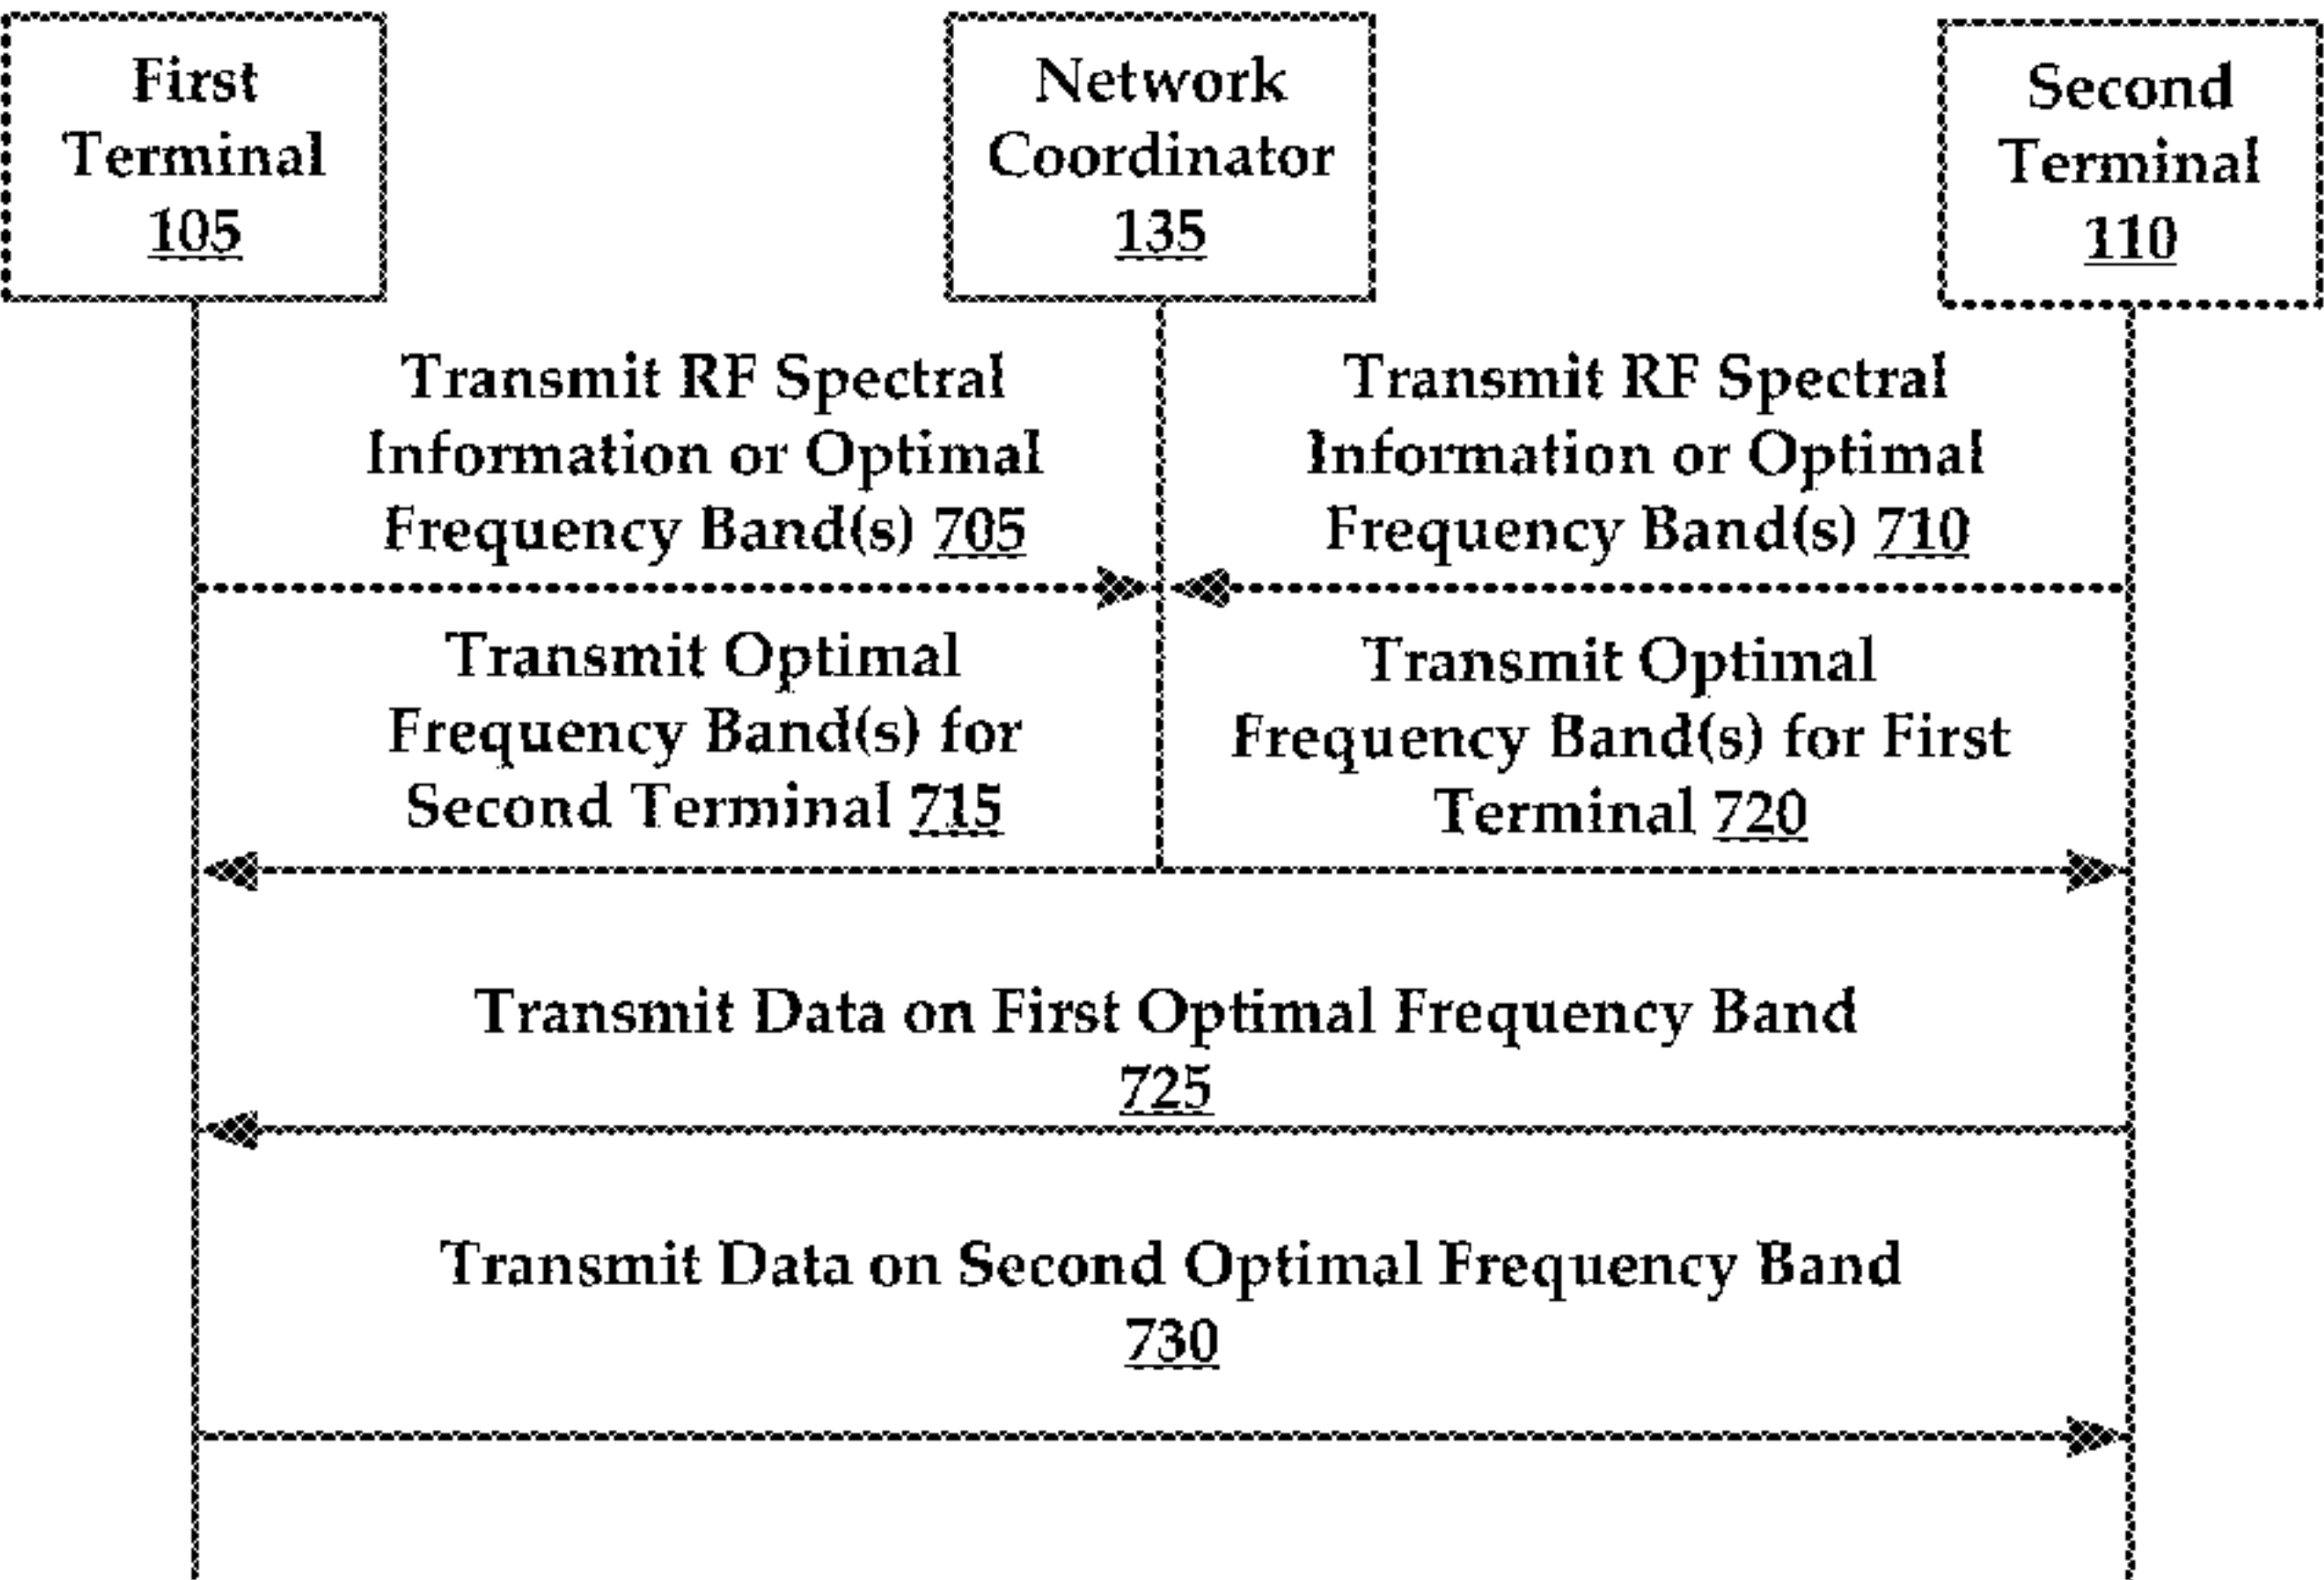 First
Terminal
105
Network
Coordinator
135
Second
Terminal
110
Transmit RF Spectral
Information or Optimal
Frequency Band(s) 705
Transmit RF Spectral
Information or Optimal
Frequency Band(s) 710
Transmit Optimal
Frequency Band(s) for
Second Terminal 715
Transmit Optimal
Frequency Band(s) for First
Terminal 720
Transmit Data on First Optimal Frequency Band
725
Transmit Data on Second Optimal Frequency Band
730